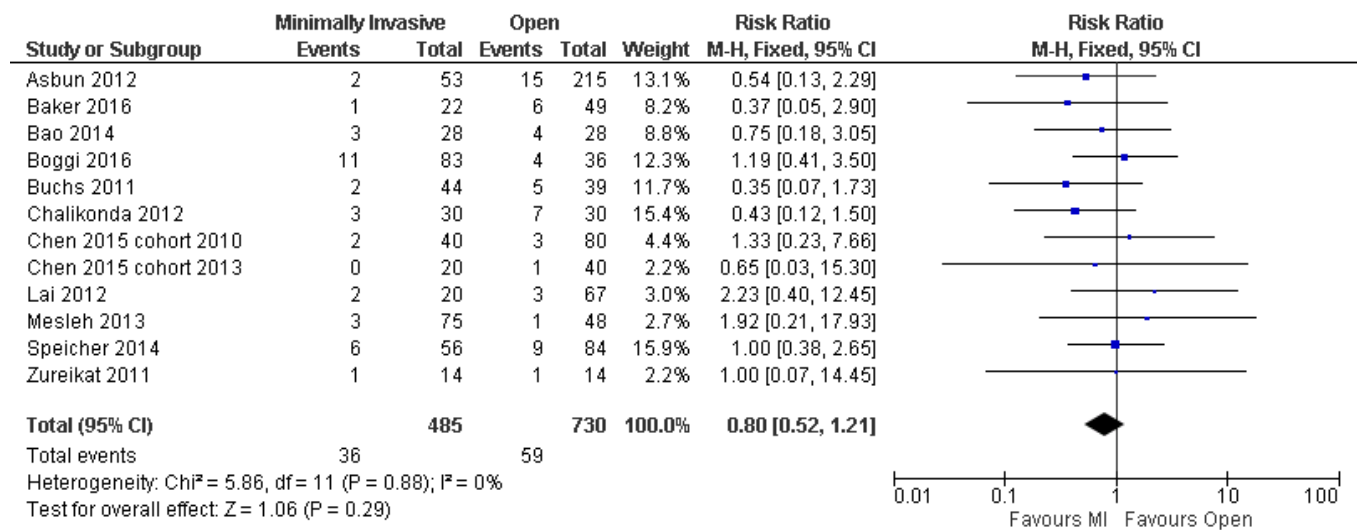 Minimally Invasive Open Risk Ratio Risk Ratio
Study or Subgroup Events Total Events Total Weight M-H, Fixed, 95% CI M-H, Fixed, 95% CI
Asbun 2012 2 53 15 215 13.1% 0.54 [0.13, 2.29]
Baker 2016 1 22 6 49 8.2% 0.37 [0.05, 2.90]
Bao 2014 3 28 4 28 8.8% 0.75 [0.18, 3.05]
Boggi 2016 11 83 4 36 12.3% 1.19 [0.41, 3.50]
Buchs 2011 2 44 5 39 11.7% 0.35 [0.07, 1.73]
Chalikonda 2012 3 30 7 30 15.4% 0.43 [0.12, 1.50]
Chen 2015 cohort 2010 2 40 3 80 4.4% 1.33 [0.23, 7.66]
Chen 2015 cohort 2013 0 20 1 40 2.2% 0.65 [0.03, 15.30]
Lai 2012 2 20 3 67 3.0% 2.23 [0.40, 12.45]
Mesleh 2013 3 75 1 48 2.7% 1.92 [0.21, 17.93]
Speicher 2014 6 56 9 84 15.9% 1.00 [0.38, 2.65]
Zureikat 2011 1 14 1 14 2.2% 1.00 [0.07, 14.45]
Total (95% CI) 485 730 100.0% 0.80 [0.52, 1.21]
Total events 36 59
Heterogeneity: Chi² = 5.86, df = 11 (P = 0.88); I² = 0%
Test for overall effect: Z = 1.06 (P = 0.29)
0.01 0.1 1 10 100
Favours MI Favours Open